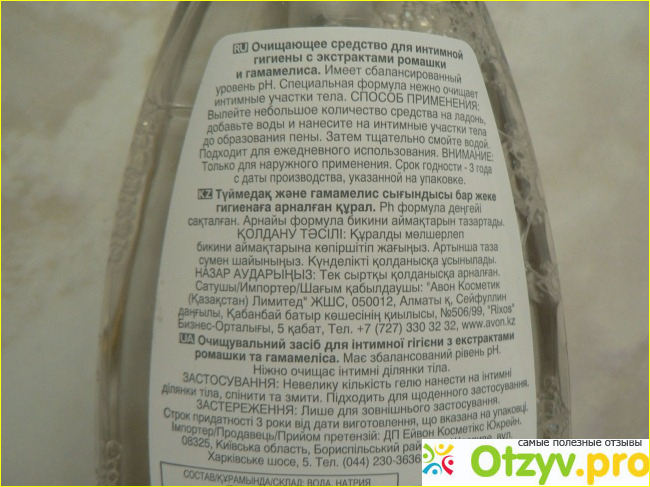 RU Очищающее средство для интимной
гигиены с экстрактами ромашки
и гамамелиса. Имеет сбалансированный
уровень pH. Специальная формула нежно очищает
интимные участки тела. СПОСОБ ПРИМЕНЕНИЯ:
Вылейте небольшое количество средства на ладонь,
добавьте воды и нанесите на интимные участки тела
до образования пены. Затем тщательно смойте водой.
Подходит для ежедневного использования. ВНИМАНИЕ:
Только для наружного применения. Срок годности - 3 года
с даты производства, указанной на упаковке.
KZ Түймедақ және гамамелис сығындысы бар жеке
гигиенаға арналған құрал. Ph формула деңгейі
сақталған. Арнайы формула бикини аймақтарын тазартады.
ҚОЛДАНУ ТӘСІЛІ: Құралды мөлшерлеп
бикини аймақтарына көпіршітіп жағыңыз. Артынша таза
сумен шайыныңыз. Күнделікті қолданысқа ұсынылады.
НАЗАР АУДАРЫҢЫЗ: Тек сыртқы қолданысқа арналған.
Сатушы/Импортер/Шағым қабылдаушы: "Авон Косметик
(Қазақстан) Лимитед" ЖШС, 050012, Алматы қ, Сейфуллин
даңғылы, Қабанбай батыр көшесінің қиылысы, №506/99, "Rixos"
Бизнес-Орталығы, 5 қабат, Тел. +7 (727) 330 32 32, www.avon.kz
UA Очищувальний засіб для інтимної гігієни з екстрактами
ромашки та гамамеліса. Має збалансований рівень pH.
Ніжно очищає інтимні ділянки тіла.
ЗАСТОСУВАННЯ: Невелику кількість гелю нанести на інтимні
ділянки тіла, спінити та змити. Підходить для щоденного застосування.
ЗАСТЕРЕЖЕННЯ: Лише для зовнішнього застосування.
Строк придатності 3 роки від дати виготовлення, що вказана на упаковці.
Імпортер/Продавець/Прийом претензій: ДП Ейвон Косметікс Юкрейн,
08325, Київська область, Бориспільський рай вул.
Харківське шосе, 5. Тел. (044) 230-3636
СОСТАВ/ҚҰРАМЫНДА/СКЛАД: ВОДА, НАТРИЯ
самые полезные отзывы
Otzyv.pro